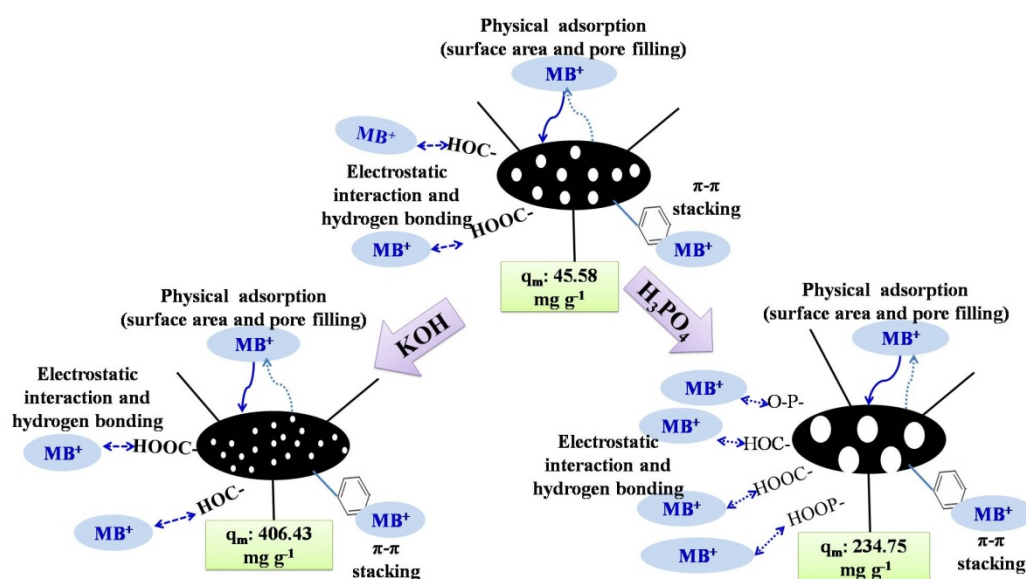 Physical adsorption
(surface area and pore filling)
MB⁺
MB⁺
HOC-
Electrostatic
interaction and
hydrogen bonding
HOOC-
MB⁺
π-π
stacking
MB⁺
qₘ: 45.58
mg g⁻¹
KOH
H₃PO₄
Physical adsorption
(surface area and pore filling)
MB⁺
Electrostatic
interaction and
hydrogen bonding
MB⁺
HOOC-
HOC-
MB⁺
MB⁺
π-π
stacking
qₘ: 406.43
mg g⁻¹
Physical adsorption
(surface area and pore filling)
MB⁺
MB⁺
O-P-
MB⁺
HOC-
Electrostatic
interaction and
hydrogen bonding
HOOC-
MB⁺
HOOP-
MB⁺
MB⁺
π-π
stacking
qₘ: 234.75
mg g⁻¹